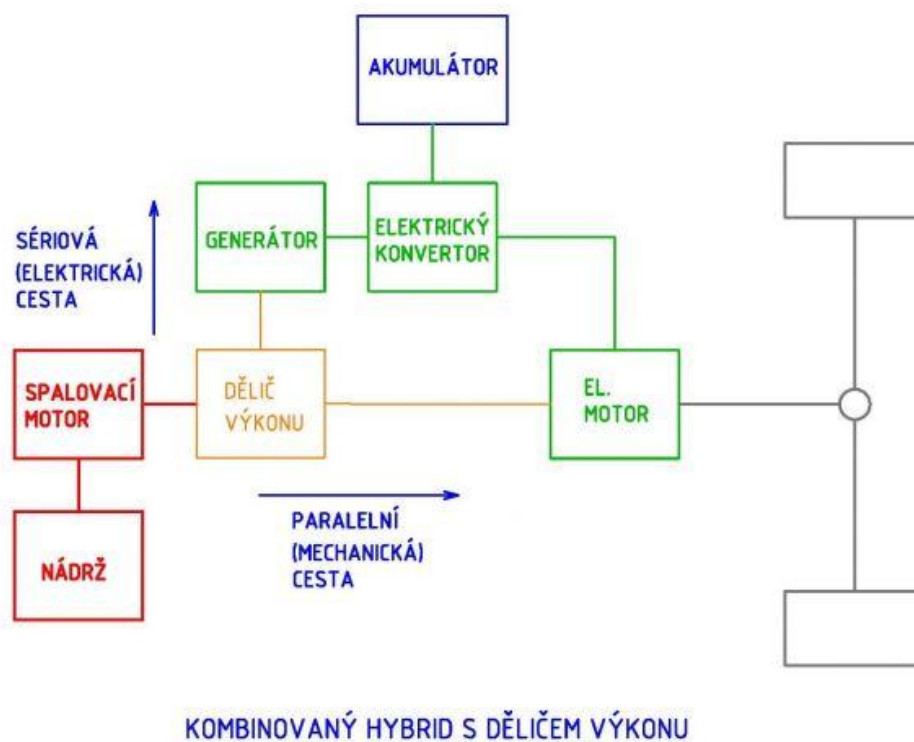 AKUMULÁTOR
GENERÁTOR
ELEKTRICKÝ
KONVERTOR
SÉRIOVÁ
(ELEKTRICKÁ)
CESTA
SPALOVACÍ
MOTOR
DĚLIČ
VÝKONU
EL.
MOTOR
NÁDRŽ
PARALELNÍ
(MECHANICKÁ)
CESTA
KOMBINOVANÝ HYBRID S DĚLIČEM VÝKONU